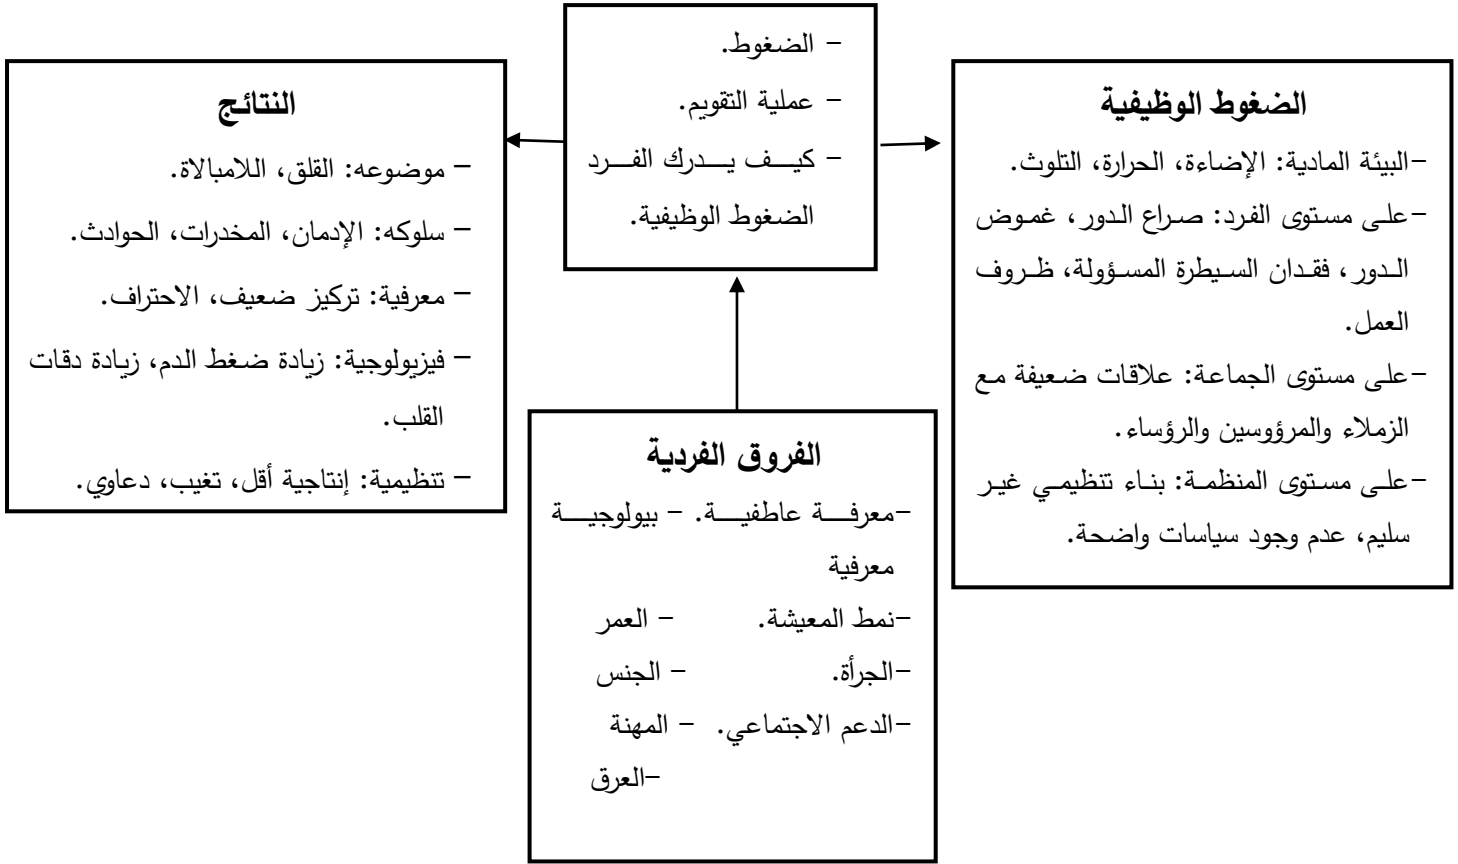 الضغوط الوظيفية
-البيئة المادية: الإضاءة، الحرارة، التلوث.
-على مستوى الفرد: صراع الدور، غموض
الدور، فقدان السيطرة المسؤولة، ظروف
العمل.
-على مستوى الجماعة: علاقات ضعيفة مع
الزملاء والمرؤوسين والرؤساء.
-على مستوى المنظمة: بناء تنظيمي غير
سليم، عدم وجود سياسات واضحة.
- الضغوط.
- عملية التقويم.
- كيف يدرك الفرد
الضغوط الوظيفية.
النتائج
- موضوعه: القلق، اللامبالاة.
- سلوكه: الإدمان، المخدرات، الحوادث.
- معرفية: تركيز ضعيف، الاحتراف.
- فيزيولوجية: زيادة ضغط الدم، زيادة دقات
القلب.
- تنظيمية: إنتاجية أقل، تغيب، دعاوي.
الفروق الفردية
-معرفة عاطفية. - بيولوجية
معرفية
-نمط المعيشة. - العمر
-الجرأة. - الجنس
-الدعم الاجتماعي. - المهنة
-العرق